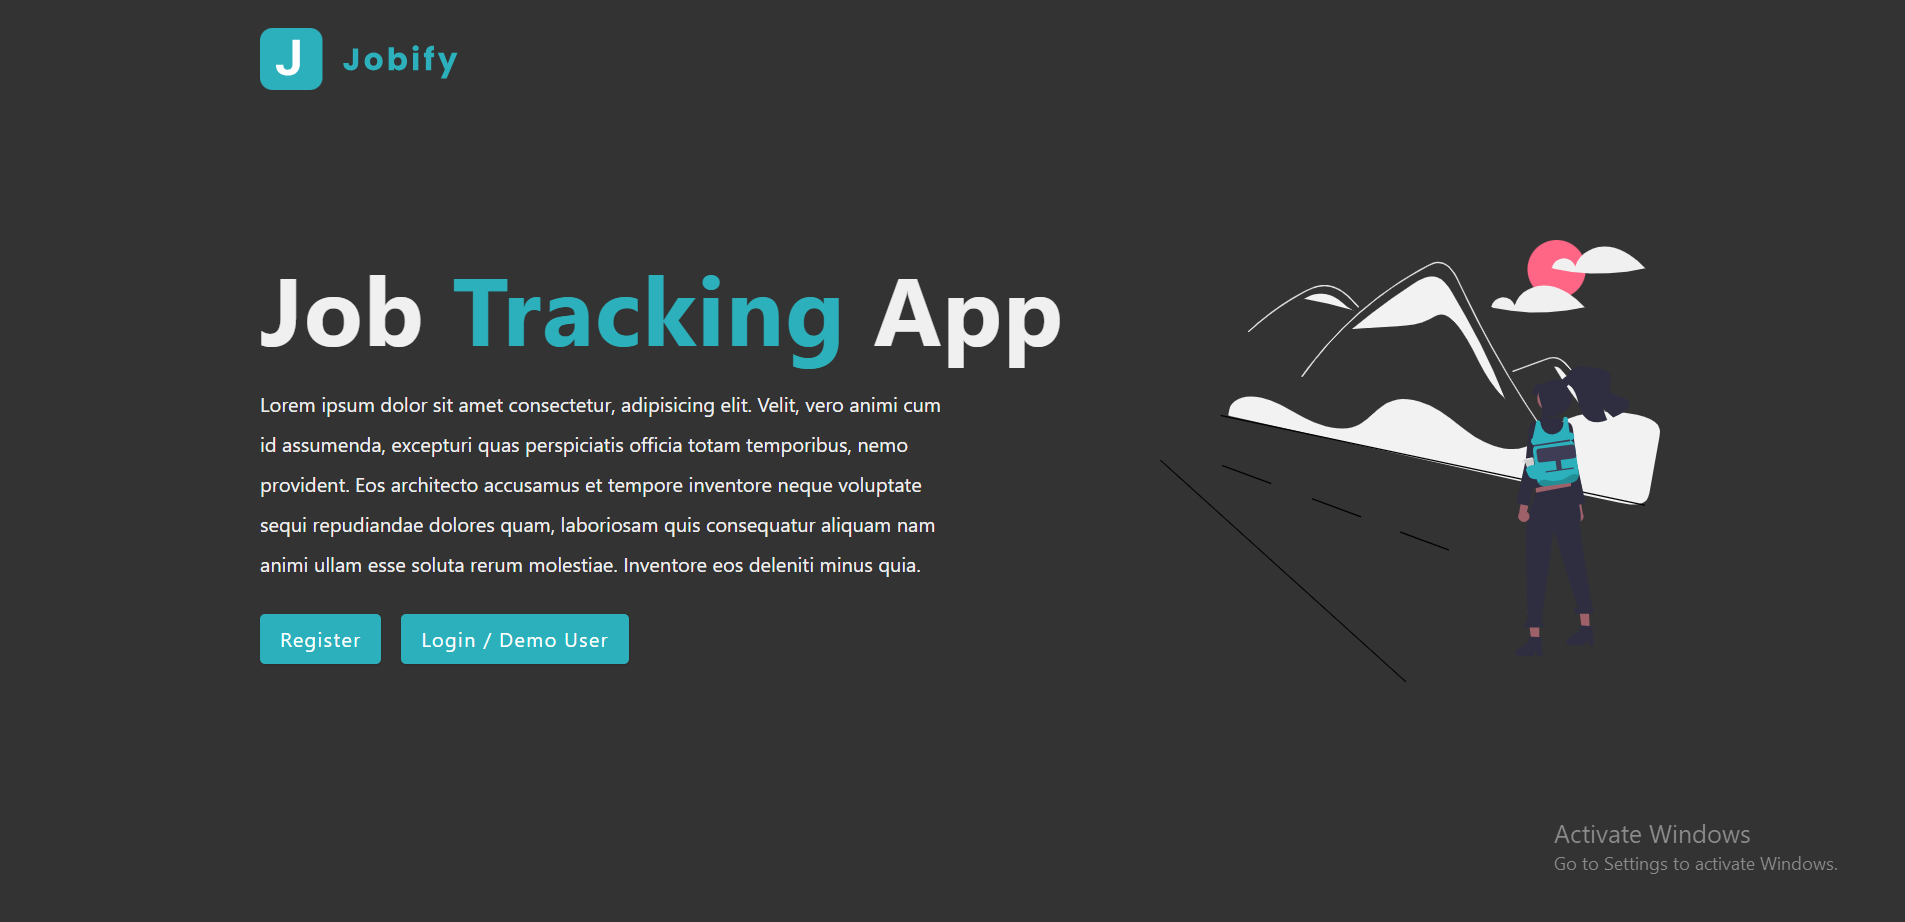 J Jobify
Job Tracking App
Lorem ipsum dolor sit amet consectetur, adipisicing elit. Velit, vero animi cum
id assumenda, excepturi quas perspiciatis officia totam temporibus, nemo
provident. Eos architecto accusamus et tempore inventore neque voluptate
sequi repudiandae dolores quam, laboriosam quis consequatur aliquam nam
animi ullam esse soluta rerum molestiae. Inventore eos deleniti minus quia.
Register
Login / Demo User
Activate Windows
Go to Settings to activate Windows.